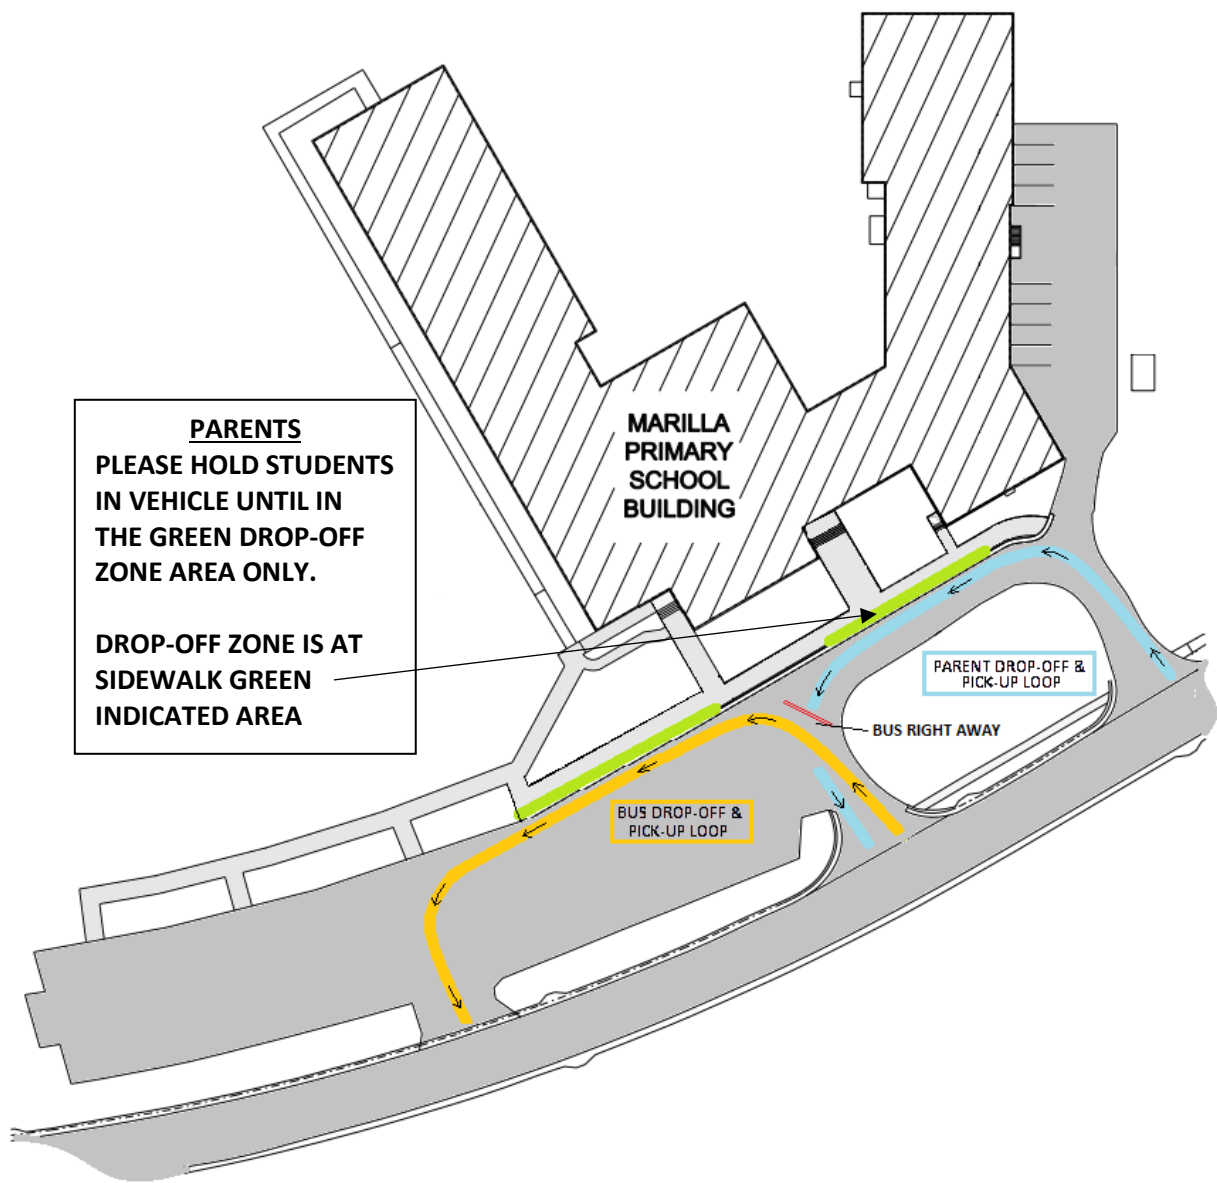 MARILLA
PRIMARY
SCHOOL
BUILDING
PARENTS
PLEASE HOLD STUDENTS
IN VEHICLE UNTIL IN
THE GREEN DROP-OFF
ZONE AREA ONLY.
DROP-OFF ZONE IS AT
SIDEWALK GREEN
INDICATED AREA
PARENT DROP-OFF &
PICK-UP LOOP
BUS RIGHT AWAY
BUS DROP-OFF &
PICK-UP LOOP